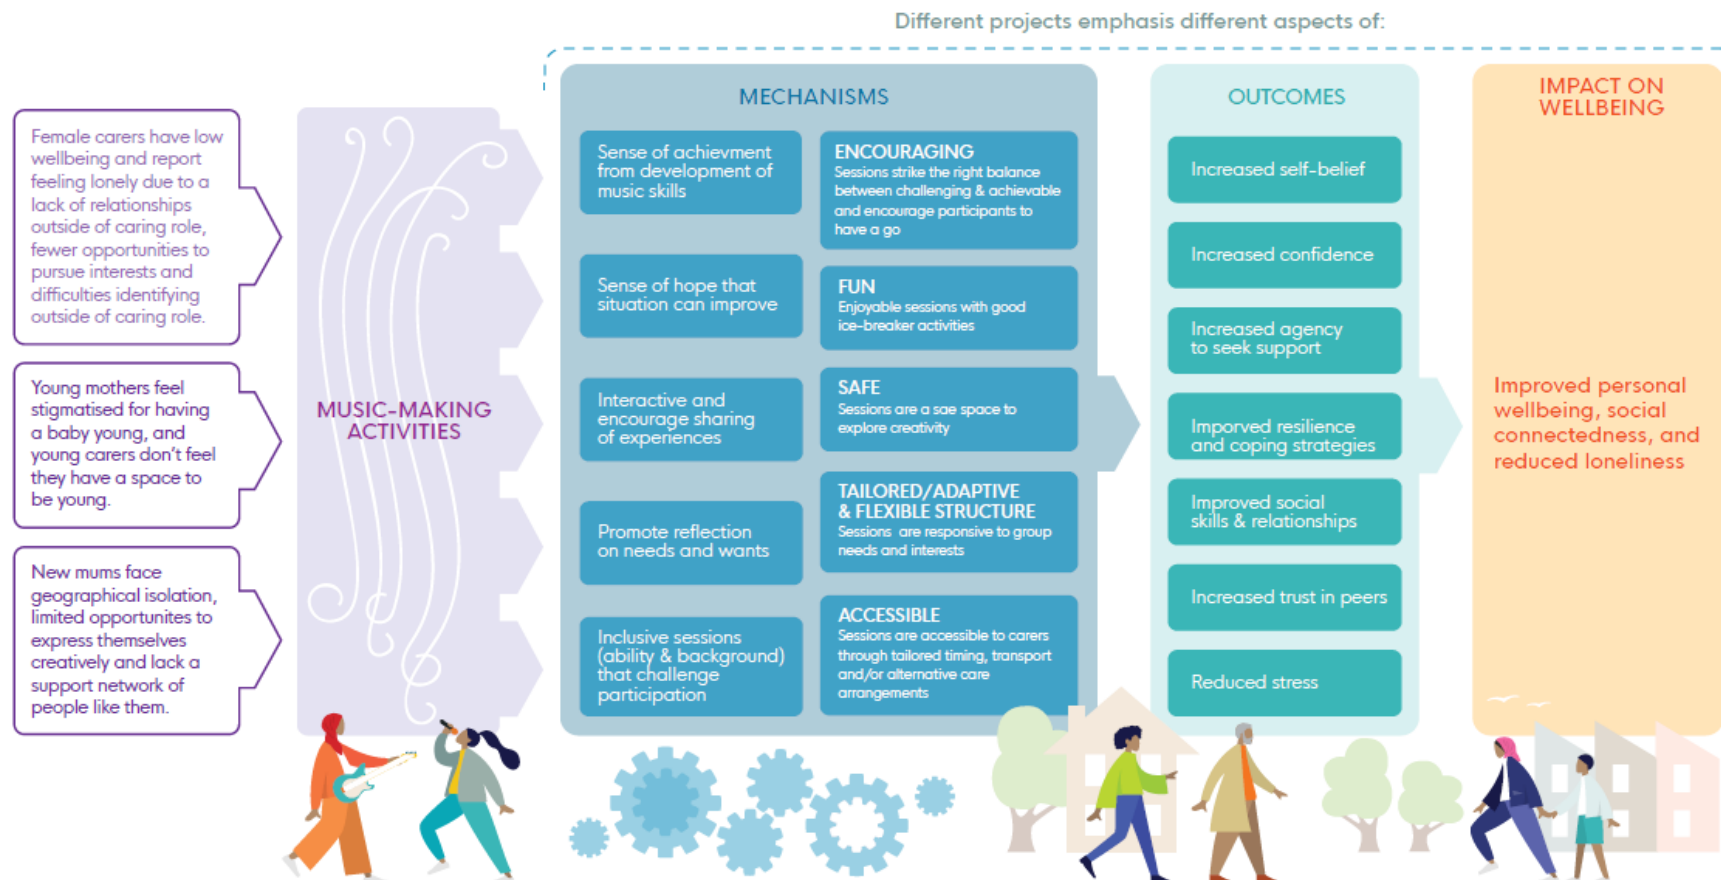 Different projects emphasis different aspects of:
Female carers have low
wellbeing and report
feeling lonely due to a
lack of relationships
outside of caring role,
fewer opportunities to
pursue interests and
difficulties identifying
outside of caring role.
Young mothers feel
stigmatised for having
a baby young, and
young carers don't feel
they have a space to
be young.
New mums face
geographical isolation,
limited opportunites to
express themselves
creatively and lack a
support network of
people like them.
MUSIC-MAKING
ACTIVITIES
MECHANISMS
Sense of achievment
from development of
music skills
Sense of hope that
situation can improve
Interactive and
encourage sharing
of experiences
Promote reflection
on needs and wants
Inclusive sessions
(ability & background)
that challenge
participation
ENCOURAGING
Sessions strike the right balance
between challenging & achievable
and encourage participants to
have a go
FUN
Enjoyable sessions with good
ice-breaker activities
SAFE
Sessions are a sae space to
explore creativity
TAILORED/ADAPTIVE
& FLEXIBLE STRUCTURE
Sessions are responsive to group
needs and interests
ACCESSIBLE
Sessions are accessible to carers
through tailored timing, transport
and/or alternative care
arrangements
OUTCOMES
Increased self-belief
Increased confidence
Increased agency
to seek support
Imporved resilience
and coping strategies
Improved social
skills & relationships
Increased trust in peers
Reduced stress
IMPACT ON
WELLBEING
Improved personal
wellbeing, social
connectedness, and
reduced loneliness